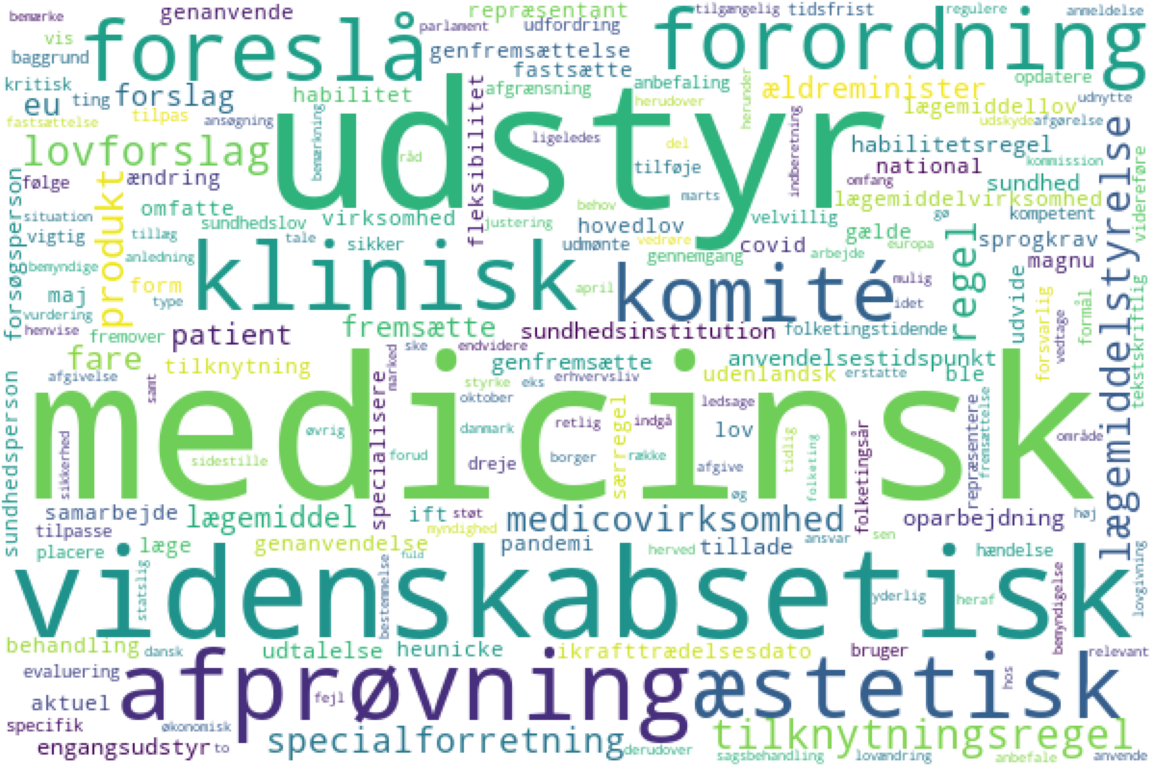 bemærke
genanvende
repræsentant
tilgængelig
tidsfrist
regulere
anmeldelse
vis
baggrund
foreslå
parlament
udfordring
genfremsættelse
forordning
kritisk
fastsætte
eu
ting
forslag
habilitet
afgrænsning
anbefaling
ældreminister
opdatere
fastsættelse
tilpas
ansøgning
udstyr
herudover
herunder
lægemiddellov
udnytte
udskyde
afgørelse
lovforslag
bemærkning
råd
fleksibilitet
ligeledes
del
tilføje
indberetning
habilitetsregel
national
kommission
følge
ændring
omfang
sundhed
forsøgsperson
produkt
omfatte
behov
marts
lægemiddelvirksomhed
situation
sundhedslov
virksomhed
justering
hovedlov
velvillig
gælde
gø
kompetent
videreføre
vigtig
tillæg
tale
sikker
udmønte
vedrøre
covid
europa
sprogkrav
bemyndige
anledning
gennemgang
arbejde
regel
magnu
maj
form
type
klinisk
april
komité
mulig
idet
udvide
formål
lægemiddelstyrelse
vurdering
henvise
fremover
patient
fremsætte
sundhedsinstitution
folketingstidende
forsvarlig
vedtage
tekstskriftlig
fare
tilknytning
ske
marked
endvidere
genfremsætte
anvendelsestidspunkt
ble
afgivelse
samt
styrke
eks
erhvervsliv
udenlandsk
erstatte
sundhedsperson
medicinsk
specialisere
oktober
særregel
ledsage
repræsentere
fremsættelse
øvrig
danmark
retlig
indgå
lov
område
sikkerhed
sidestille
forud
dreje
borger
række
afgive
tidlig
folketing
folketingsår
øg
samarbejde
lægemiddel
ift
støt
medicovirksomhed
oparbejdning
høj
tilpasse
myndighed
ansvar
sen
placere
læge
genanvendelse
pandemi
herved
tillade
hændelse
videnskabsetisk
statslig
fuld
bestemmelse
yderlig
heraf
bemyndigelse
lovgivning
behandling
dansk
udtalelse
heunicke
ikrafttrædelsesdato
bruger
relevant
evaluering
afprøvning
æstetisk
hos
aktuel
fejl
specifik
økonomisk
tilknytningsregel
engangsudstyr
to
specialforretning
derudover
sagsbehandling
lovændring
anbefale
anvende